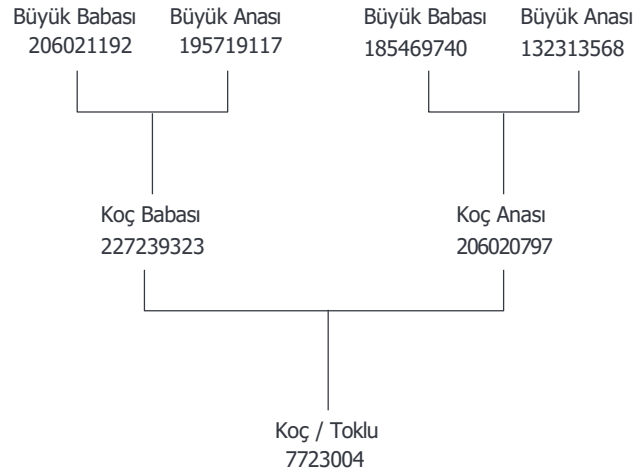 Büyük Babası Büyük Anası Büyük Babası Büyük Anası
206021192 195719117 185469740 132313568
Koç Babası Koç Anası
227239323 206020797
Koç / Toklu
7723004